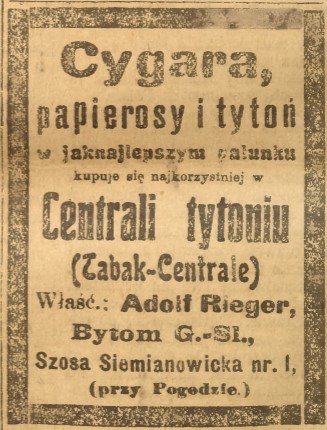 Cygara,
papierosy i tytoń
w jaknajlepszym gatunku
kupuje się najkorzystniej w
Centrali tytoniu
(Tabak-Centrale)
Właść.: Adolf Rieger,
Bytom G.-Sl.,
Szosa Siemianowicka nr. 1,
(przy Pogodzie.)